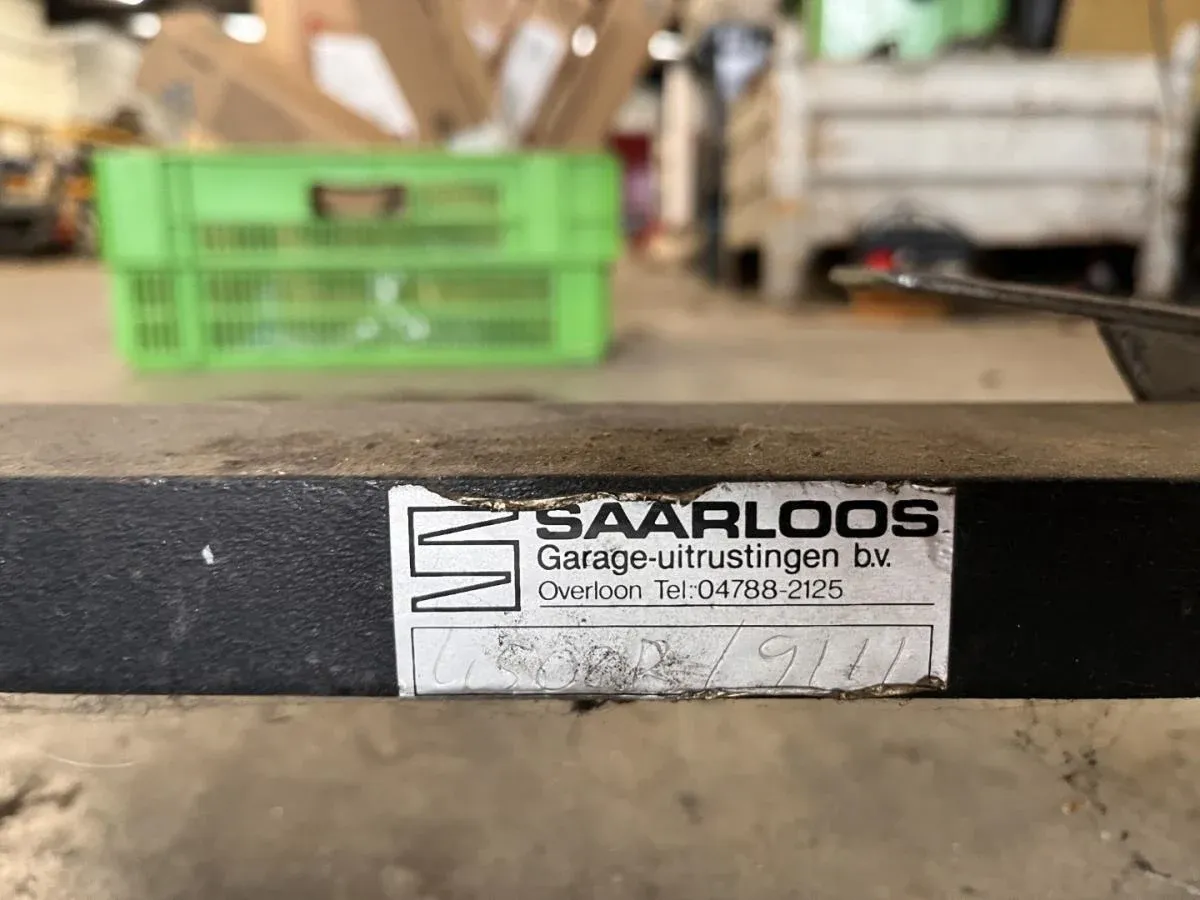 SAARLOOS
Garage-uitrustingen b.v.
Overloon Tel:04788-2125